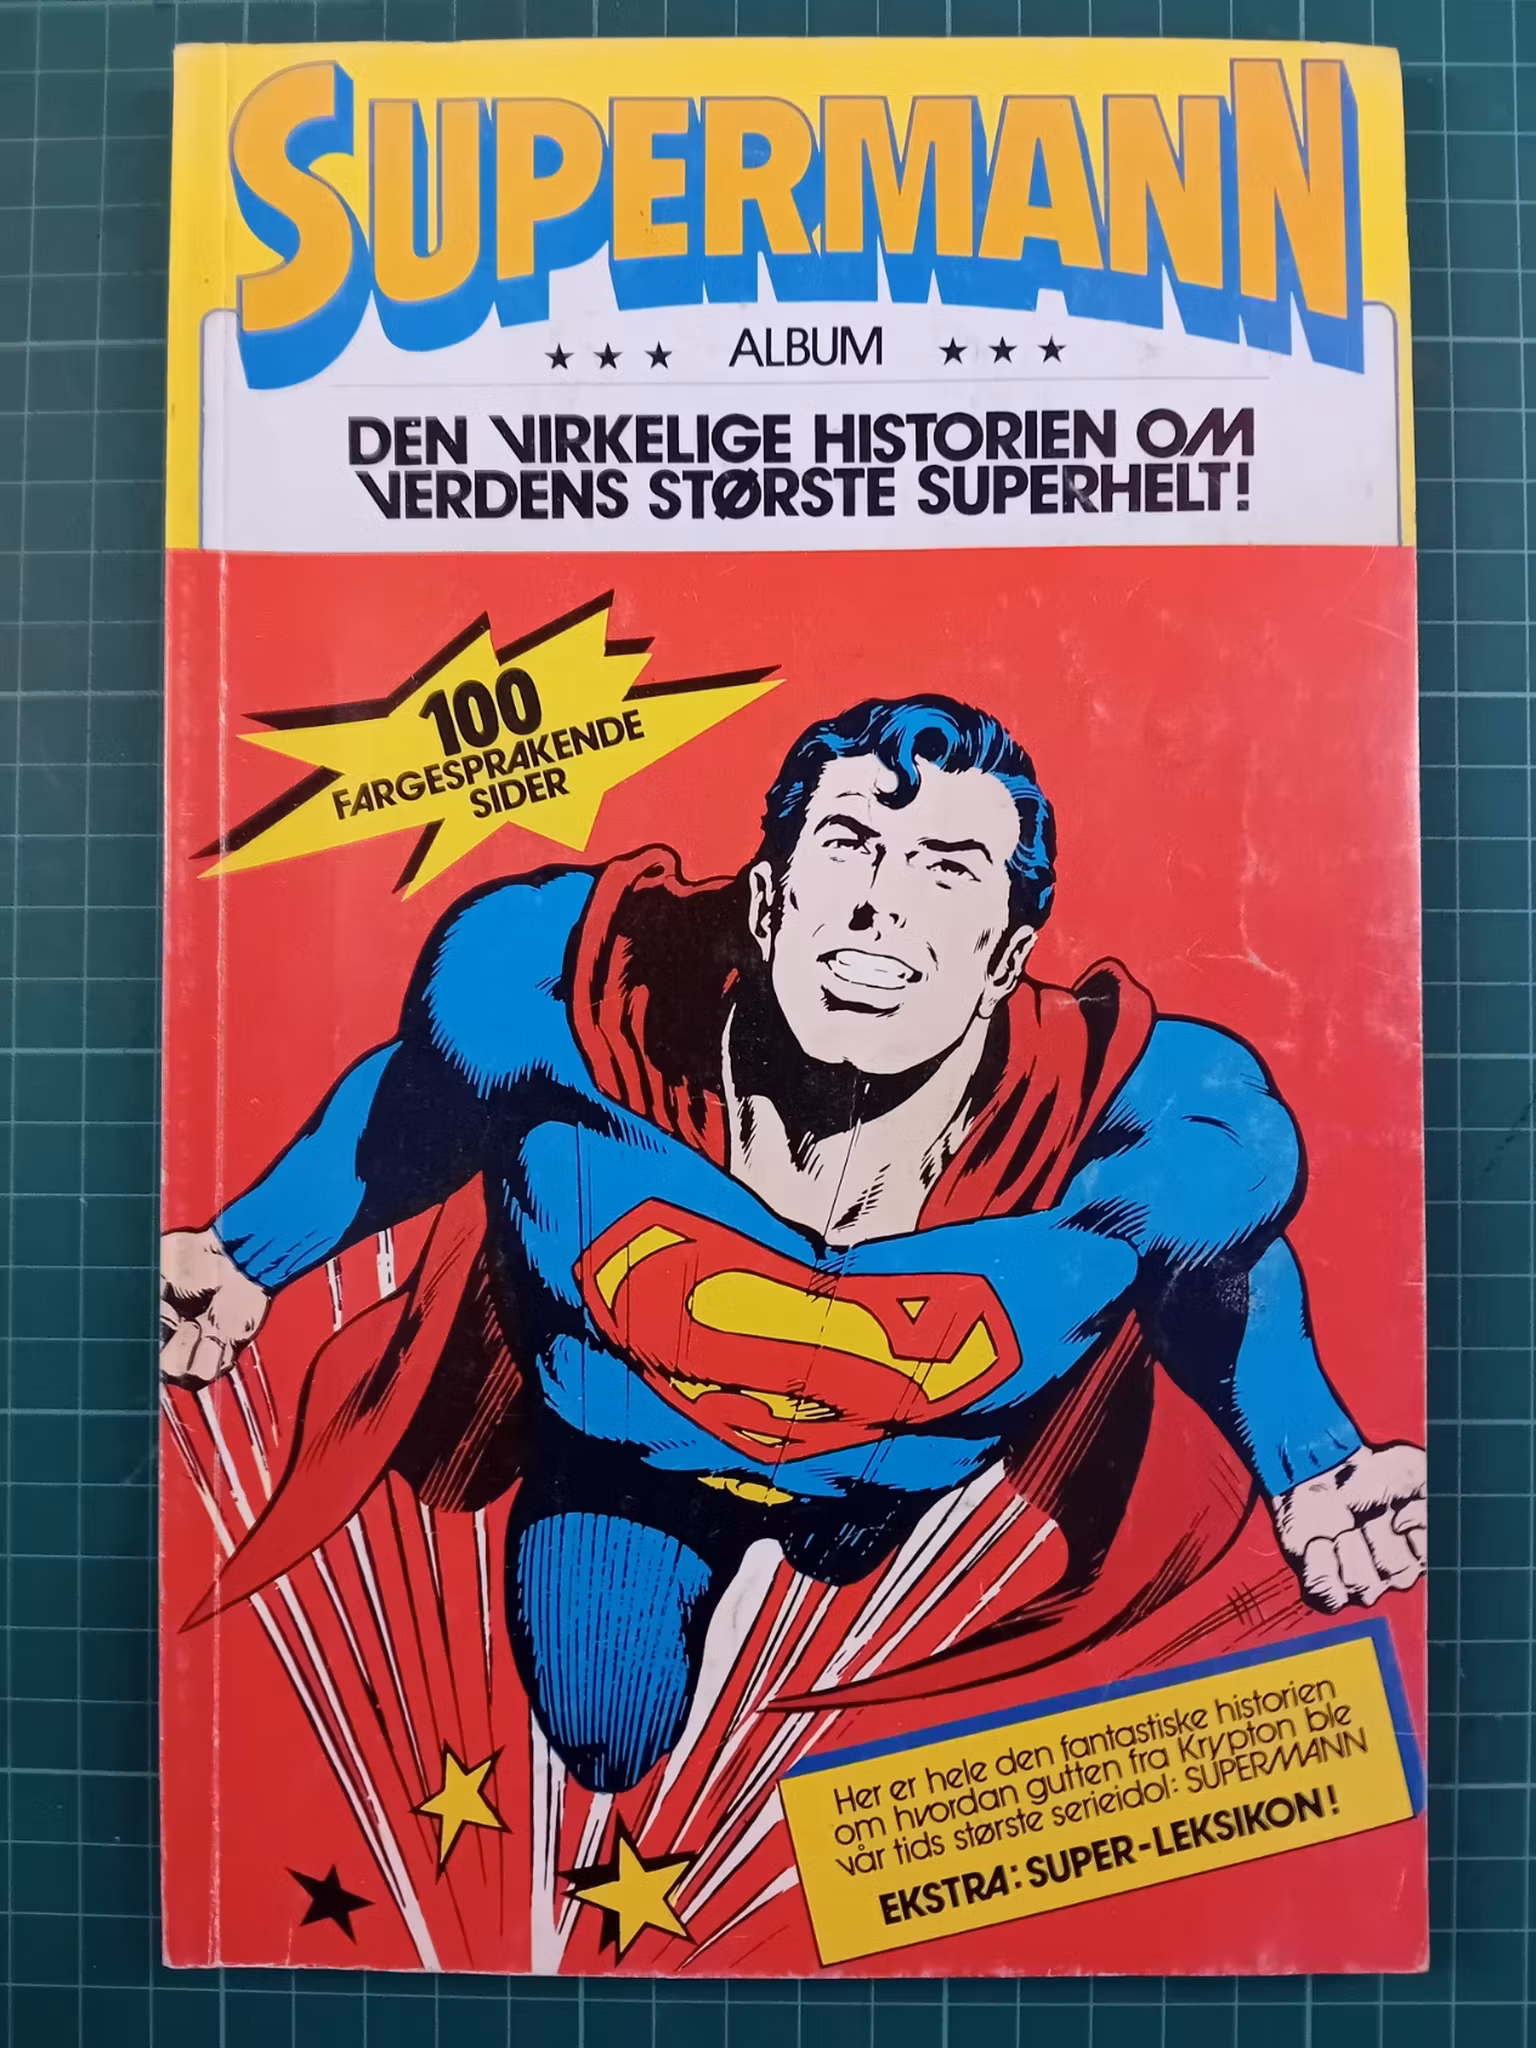 SUPERMANN
ALBUM
DEN VIRKELIGE HISTORIEN OM
VERDENS STØRSTE SUPERHELT!
100
FARGESPRAKENDE
SIDER
S
Her er hele den fantastiske historien
om hvordan gutten fra Krypton ble
vår tids største serieidol: SUPERMANN
EKSTRA: SUPER-LEKSIKON!